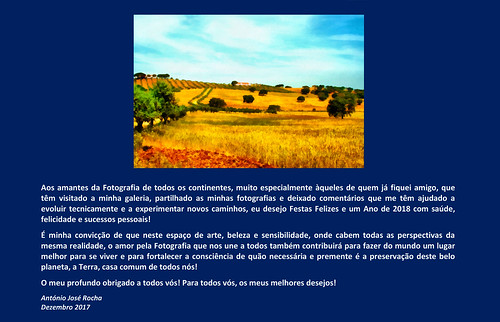 Aos amantes da Fotografia de todos os continentes, muito especialmente àqueles de quem já fiquei amigo, que
têm visitado a minha galeria, partilhado as minhas fotografias e deixado comentários que me têm ajudado a
evoluir tecnicamente e a experimentar novos caminhos, eu desejo Festas Felizes e um Ano de 2018 com saúde,
felicidade e sucessos pessoais!
É minha convicção de que neste espaço de arte, beleza e sensibilidade, onde cabem todas as perspectivas da
mesma realidade, o amor pela Fotografia que nos une a todos também contribuirá para fazer do mundo um lugar
melhor para se viver e para fortalecer a consciência de quão necessária e premente é a preservação deste belo
planeta, a Terra, casa comum de todos nós!
O meu profundo obrigado a todos vós! Para todos vós, os meus melhores desejos!
António José Rocha
Dezembro 2017